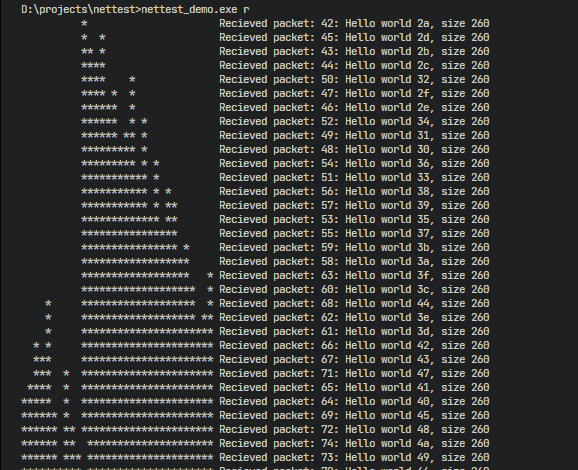 D:\projects\nettest>nettest_demo.exe r
          *                      Recieved packet: 42: Hello world 2a, size 260
          *  *                   Recieved packet: 45: Hello world 2d, size 260
          ** *                   Recieved packet: 43: Hello world 2b, size 260
          ****                   Recieved packet: 44: Hello world 2c, size 260
          ****    *              Recieved packet: 50: Hello world 32, size 260
          **** *  *              Recieved packet: 47: Hello world 2f, size 260
          ******  *              Recieved packet: 46: Hello world 2e, size 260
          ******  * *            Recieved packet: 52: Hello world 34, size 260
          ****** ** *            Recieved packet: 49: Hello world 31, size 260
          ********* *            Recieved packet: 48: Hello world 30, size 260
          ********* * *          Recieved packet: 54: Hello world 36, size 260
          *********** *          Recieved packet: 51: Hello world 33, size 260
          *********** * *        Recieved packet: 56: Hello world 38, size 260
          *********** * **       Recieved packet: 57: Hello world 39, size 260
          ************* **       Recieved packet: 53: Hello world 35, size 260
          ****************       Recieved packet: 55: Hello world 37, size 260
          **************** *     Recieved packet: 59: Hello world 3b, size 260
          ******************     Recieved packet: 58: Hello world 3a, size 260
          ******************   * Recieved packet: 63: Hello world 3f, size 260
          *******************  * Recieved packet: 60: Hello world 3c, size 260
    *     *******************  * Recieved packet: 68: Hello world 44, size 260
    *     ******************* ** Recieved packet: 62: Hello world 3e, size 260
    *     ********************** Recieved packet: 61: Hello world 3d, size 260
  * *     ********************** Recieved packet: 66: Hello world 42, size 260
  ***     ********************** Recieved packet: 67: Hello world 43, size 260
  ***  *  ********************** Recieved packet: 71: Hello world 47, size 260
 ****  *  ********************** Recieved packet: 65: Hello world 41, size 260
*****  *  ********************** Recieved packet: 64: Hello world 40, size 260
****** *  ********************** Recieved packet: 69: Hello world 45, size 260
****** ** ********************** Recieved packet: 72: Hello world 48, size 260
****** **  ********************* Recieved packet: 74: Hello world 4a, size 260
****** *** ********************* Recieved packet: 73: Hello world 49, size 260